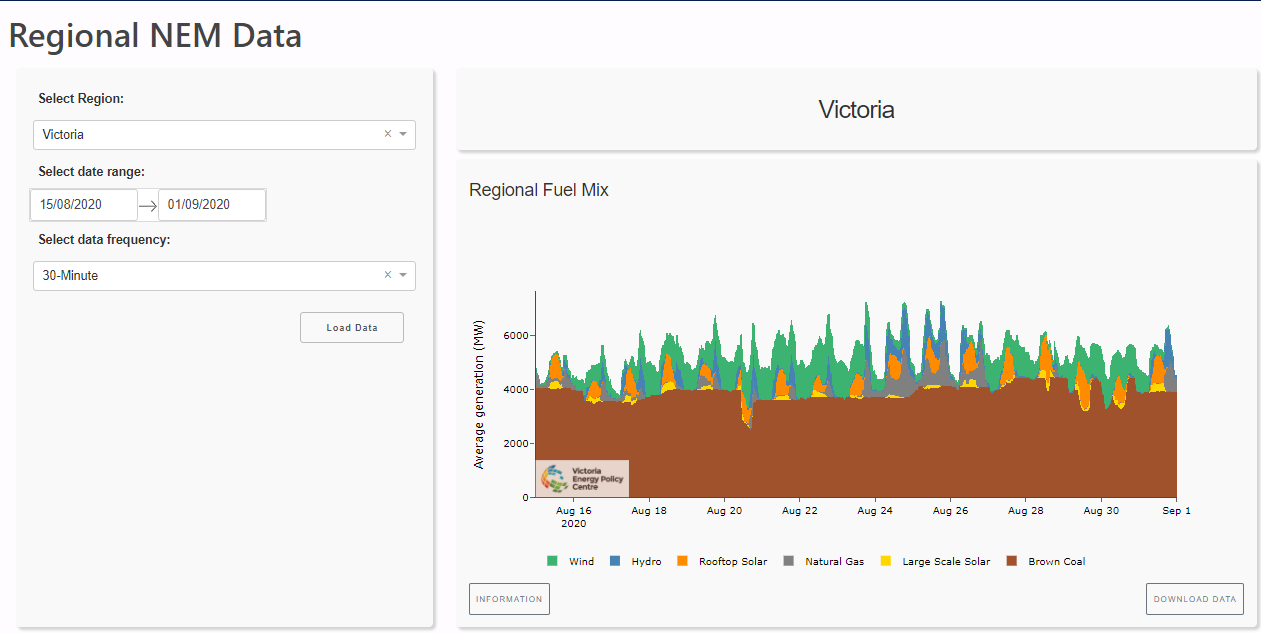 Regional NEM Data
Select Region:
Victoria
Select date range:
15/08/2020
01/09/2020
Select data frequency:
30-Minute
Load Data
Victoria
Regional Fuel Mix
Average generation (MW)
6000
4000
2000
0
Victoria
Energy Policy
Centre
Aug 16
2020
Aug 18
Aug 20
Aug 22
Aug 24
Aug 26
Aug 28
Aug 30
Sep 1
Wind
Hydro
Rooftop Solar
Natural Gas
Large Scale Solar
Brown Coal
INFORMATION
DOWNLOAD DATA